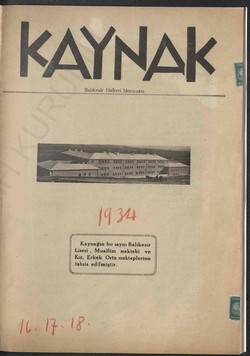 KAYNAK
Balıkesir Halkevi Mecmuası
1934
Kaynağın bu sayısı Balıkesir
Lisesi, Muallim mektebi ve
Kız, Erkek Orta mekteplerine
tahsis edilmiştir.
16. 17. 18.